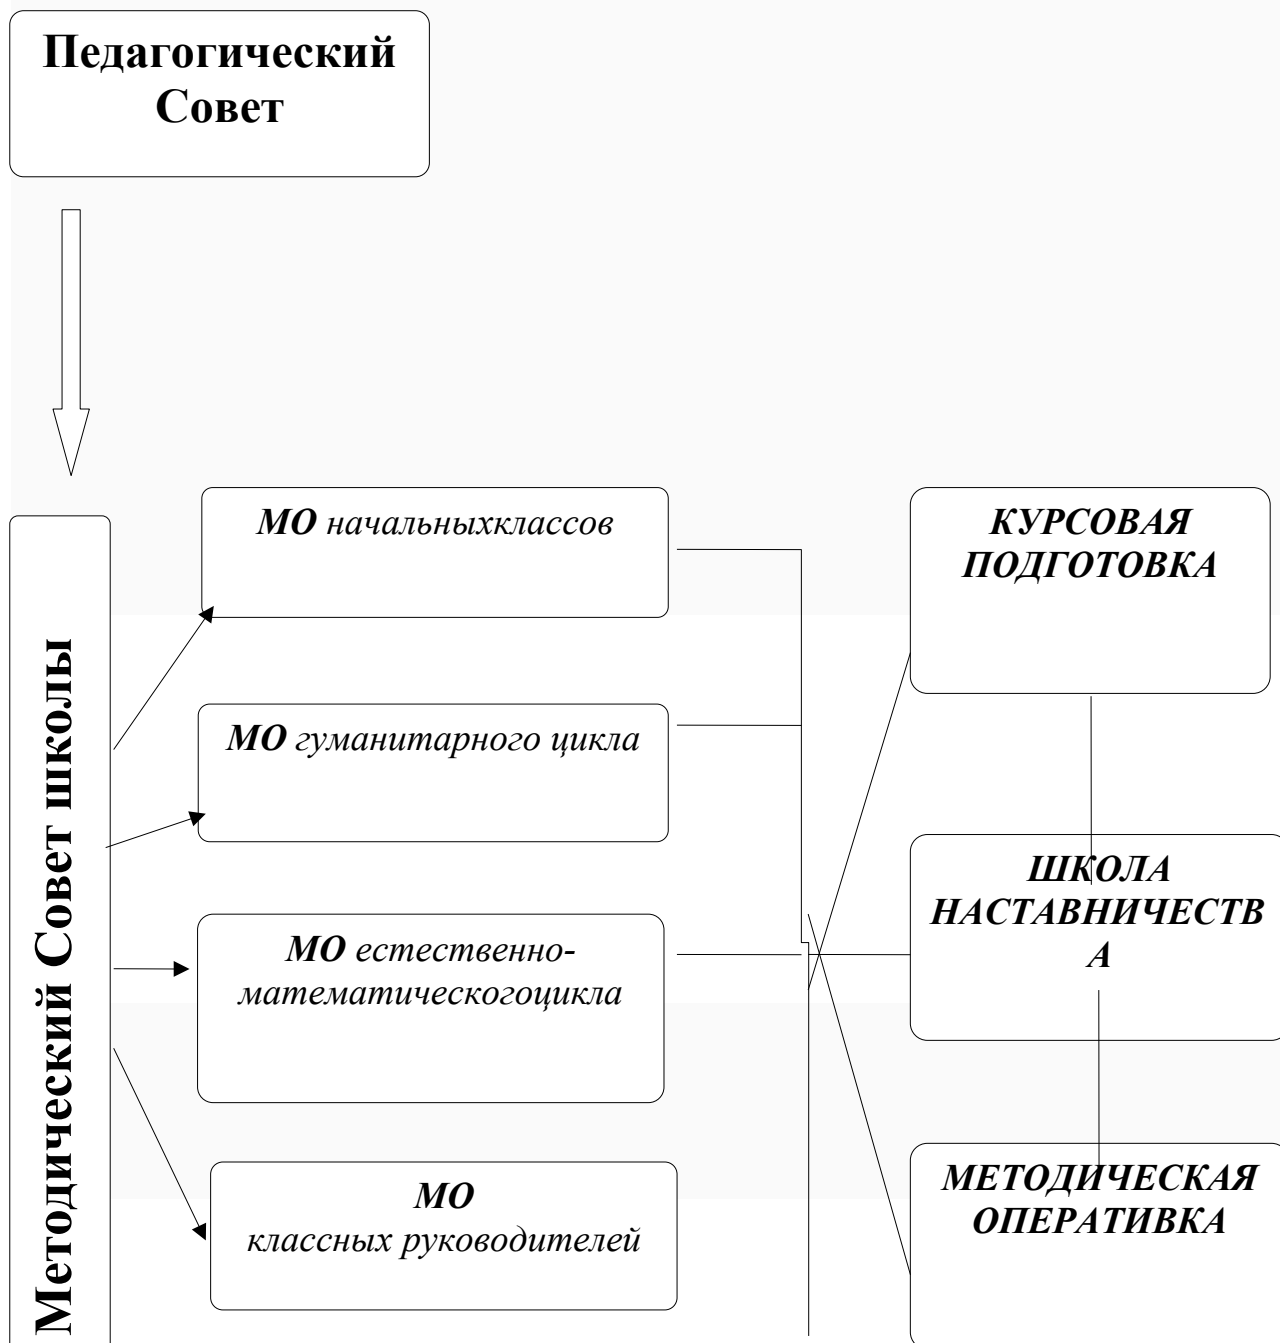 Педагогический
Совет
Методический Совет школы
МО начальныхклассов
МО гуманитарного цикла
МО естественно-
математическогоцикла
МО
классных руководителей
КУРСОВАЯ
ПОДГОТОВКА
ШКОЛА
НАСТАВНИЧЕСТВ
А
МЕТОДИЧЕСКАЯ
ОПЕРАТИВКА